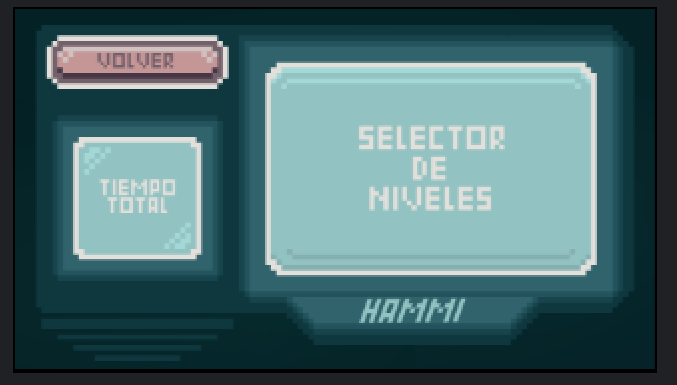 VOLVER
TIEMPO
TOTAL
SELECTOR
DE
NIVELES
HAMMI